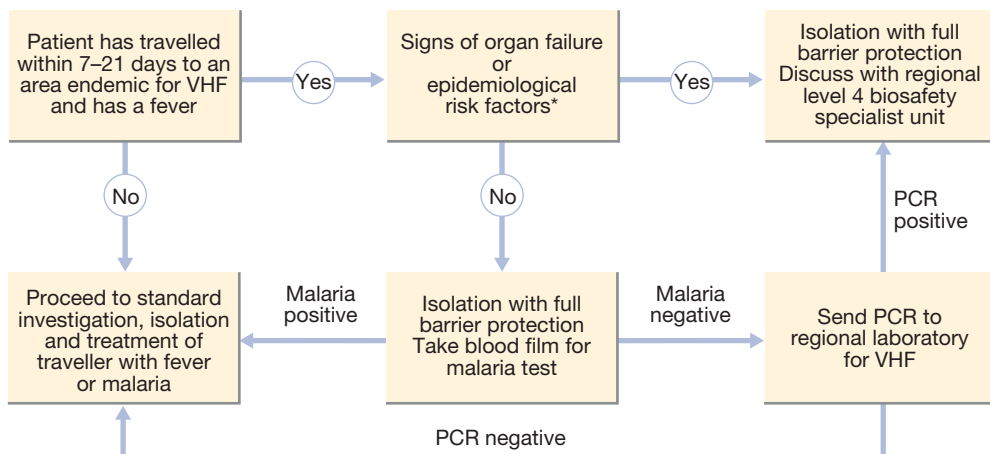 Patient has travelled
within 7–21 days to an
area endemic for VHF
and has a fever
Yes
Signs of organ failure
or
epidemiological
risk factors*
Yes
Isolation with full
barrier protection
Discuss with regional
level 4 biosafety
specialist unit
No
No
PCR
positive
Proceed to standard
investigation, isolation
and treatment of
traveller with fever
or malaria
Malaria
positive
Isolation with full
barrier protection
Take blood film for
malaria test
Malaria
negative
Send PCR to
regional laboratory
for VHF
PCR negative